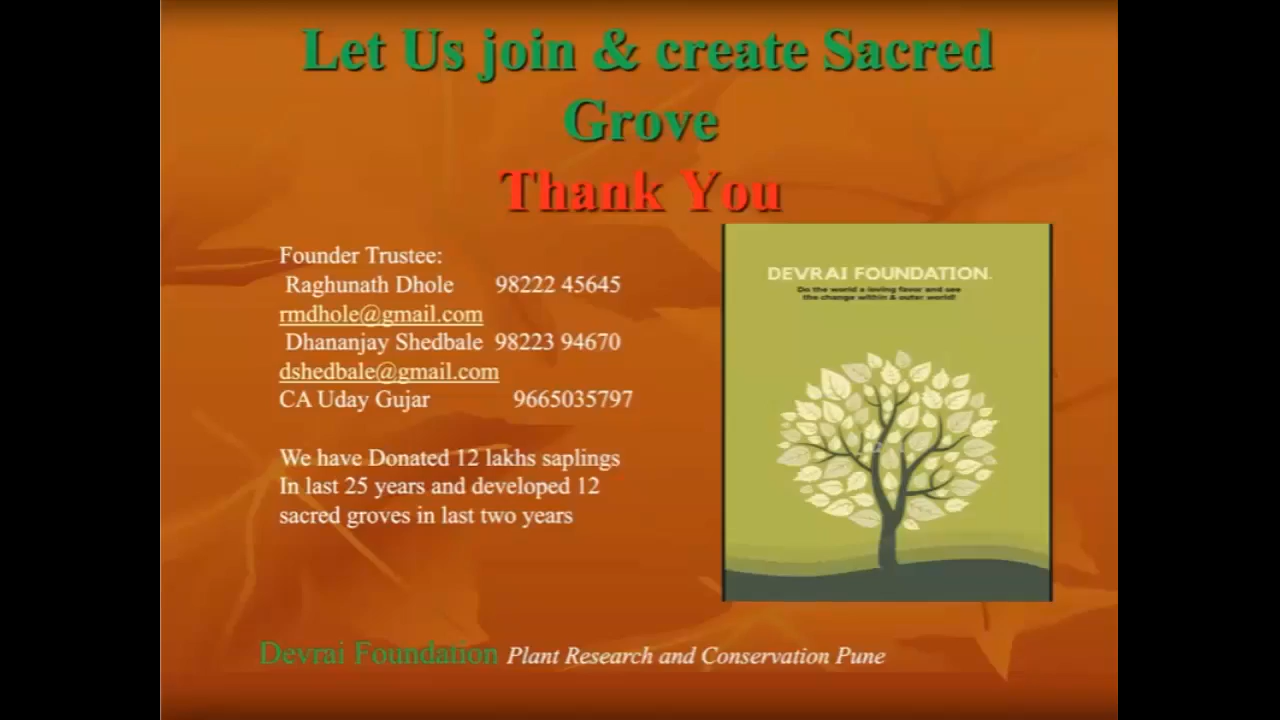 Let Us join & create Sacred
Grove
Thank You
Founder Trustee:
Raghunath Dhole 98222 45645
rmdhole@gmail.com
Dhananjay Shedbale 98223 94670
dshedbale@gmail.com
CA Uday Gujar 9665035797
We have Donated 12 lakhs saplings
In last 25 years and developed 12
sacred groves in last two years
DEVRAI FOUNDATION.
Do the world a loving favor and see
the change within & outer world!
Devrai Foundation Plant Research and Conservation Pune